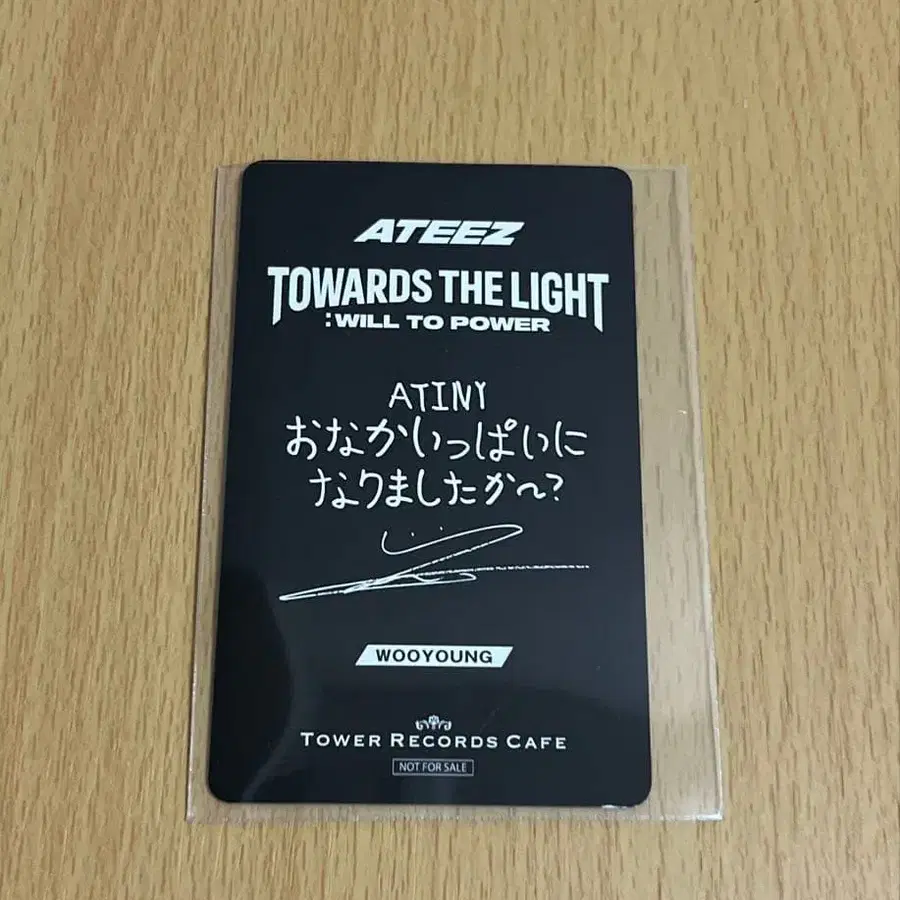 ATEEZ
TOWARDS THE LIGHT
:WILL TO POWER
ATINY
おなかいっぱいに
なりましたか～?
WOOYOUNG
TOWER RECORDS CAFE
NOT FOR SALE